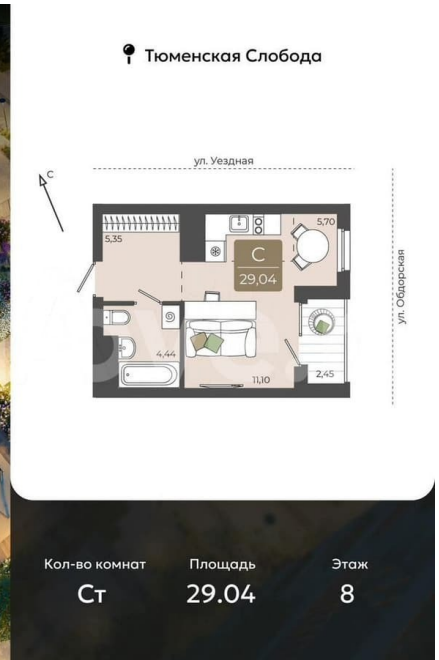 Тюменская Слобода
ул. Уездная
С
5,35
5,70
С
29,04
ул. Обдорская
4,44
11,10
2,45
Кол-во комнат
Площадь
Этаж
Ст
29.04
8